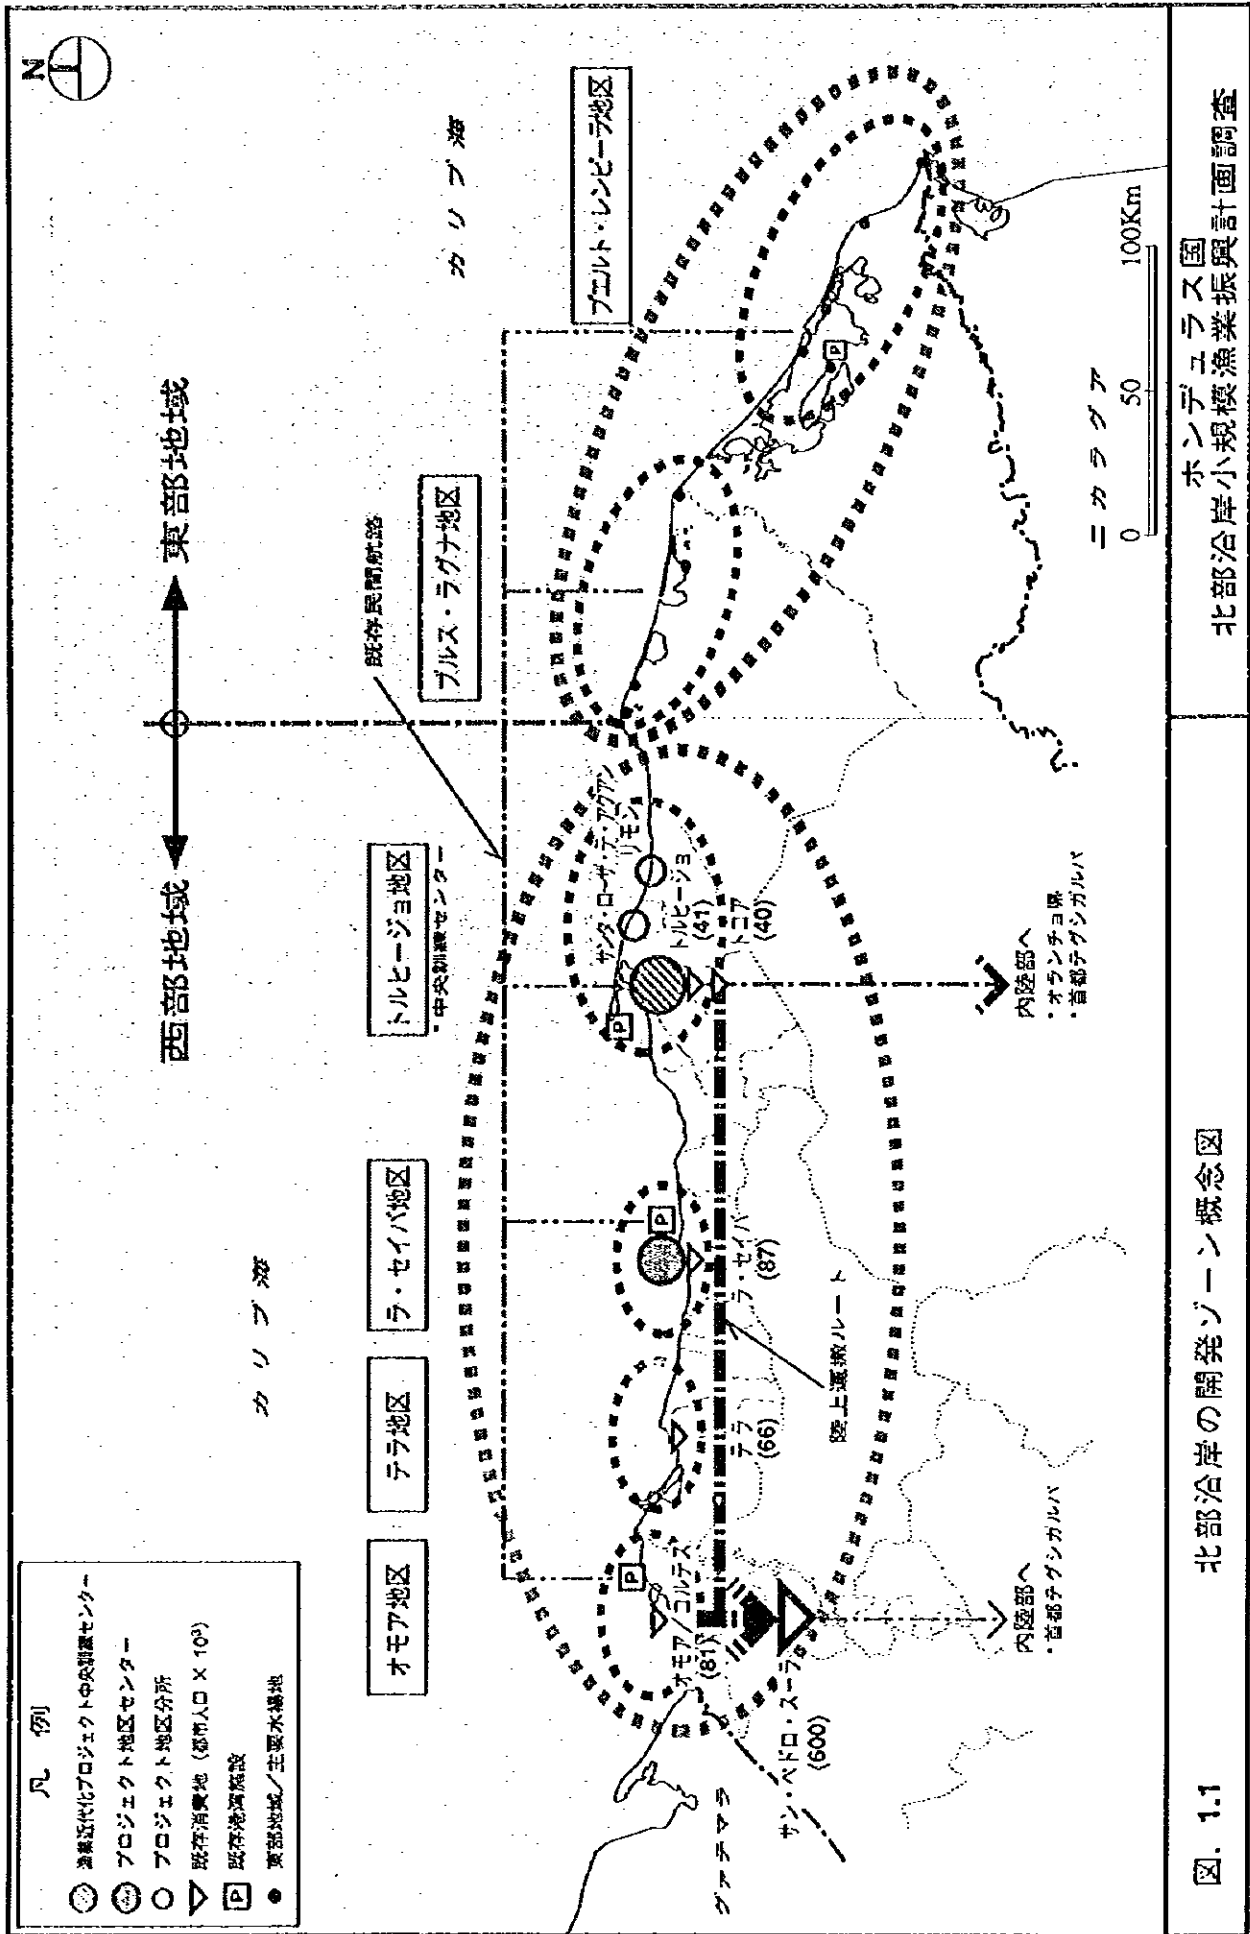 N
西部地域
東部地域
カリブ海
カリブ海
既存民間航路
オモア地区
テラ地区
ラ・セイバ地区
トルヒージョ地区
・中央訓練センター
ブルス・ラグナ地区
プエルト・レンピーラ地区
凡 例
漁業近代化プロジェクト中央訓練センター
プロジェクト地区センター
プロジェクト地区分所
既存消費地 (都市人口 × 10³)
P 既存港湾施設
東部地域/主要水揚地
P
P
P
P
サンタ・ローサ・デ・アグアン
リモン
トルヒージョ
(41)
トコア
(40)
ラ・セイバ
(87)
テラ
(66)
オモア/コルテス
(81)
サン・ペドロ・スーラ
(600)
陸上運搬ルート
グァテマラ
ニカラグア
内陸部へ
・首都テグシガルパ
内陸部へ
・オランチョ県
・首都テグシガルパ
0 50 100Km
図. 1.1
北部沿岸の開発ゾーン概念図
ホンデュラス国
北部沿岸小規模漁業振興計画調査